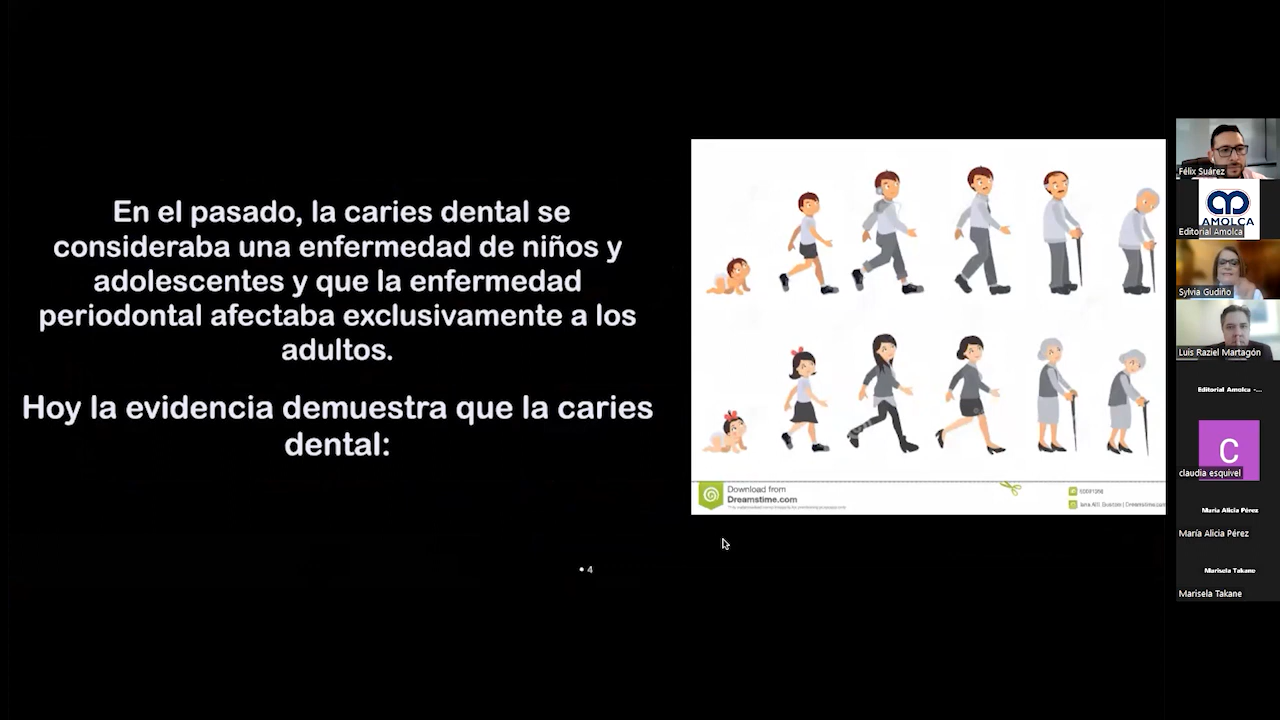 En el pasado, la caries dental se
consideraba una enfermedad de niños y
adolescentes y que la enfermedad
periodontal afectaba exclusivamente a los
adultos.
Hoy la evidencia demuestra que la caries
dental:
• 4
Download from
Dreamstime.com
Félix Suárez
AMOLCA
Editorial Amolca
Sylvia Gudiño
Luis Raziel Martagón
Editorial Amolca -...
C
claudia esquivel
María Alicia Pérez
María Alicia Pérez
Marisela Takane
Marisela Takane